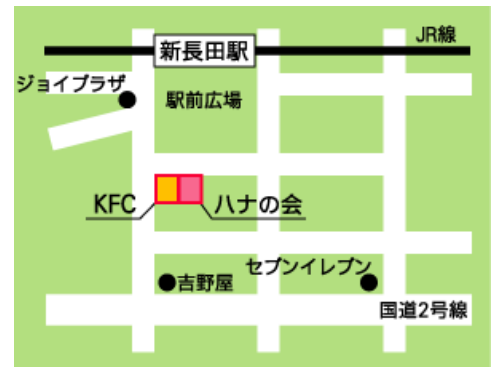 JR線
新長田駅
ジョイプラザ
駅前広場
KFC
ハナの会
セブンイレブン
吉野屋
国道2号線